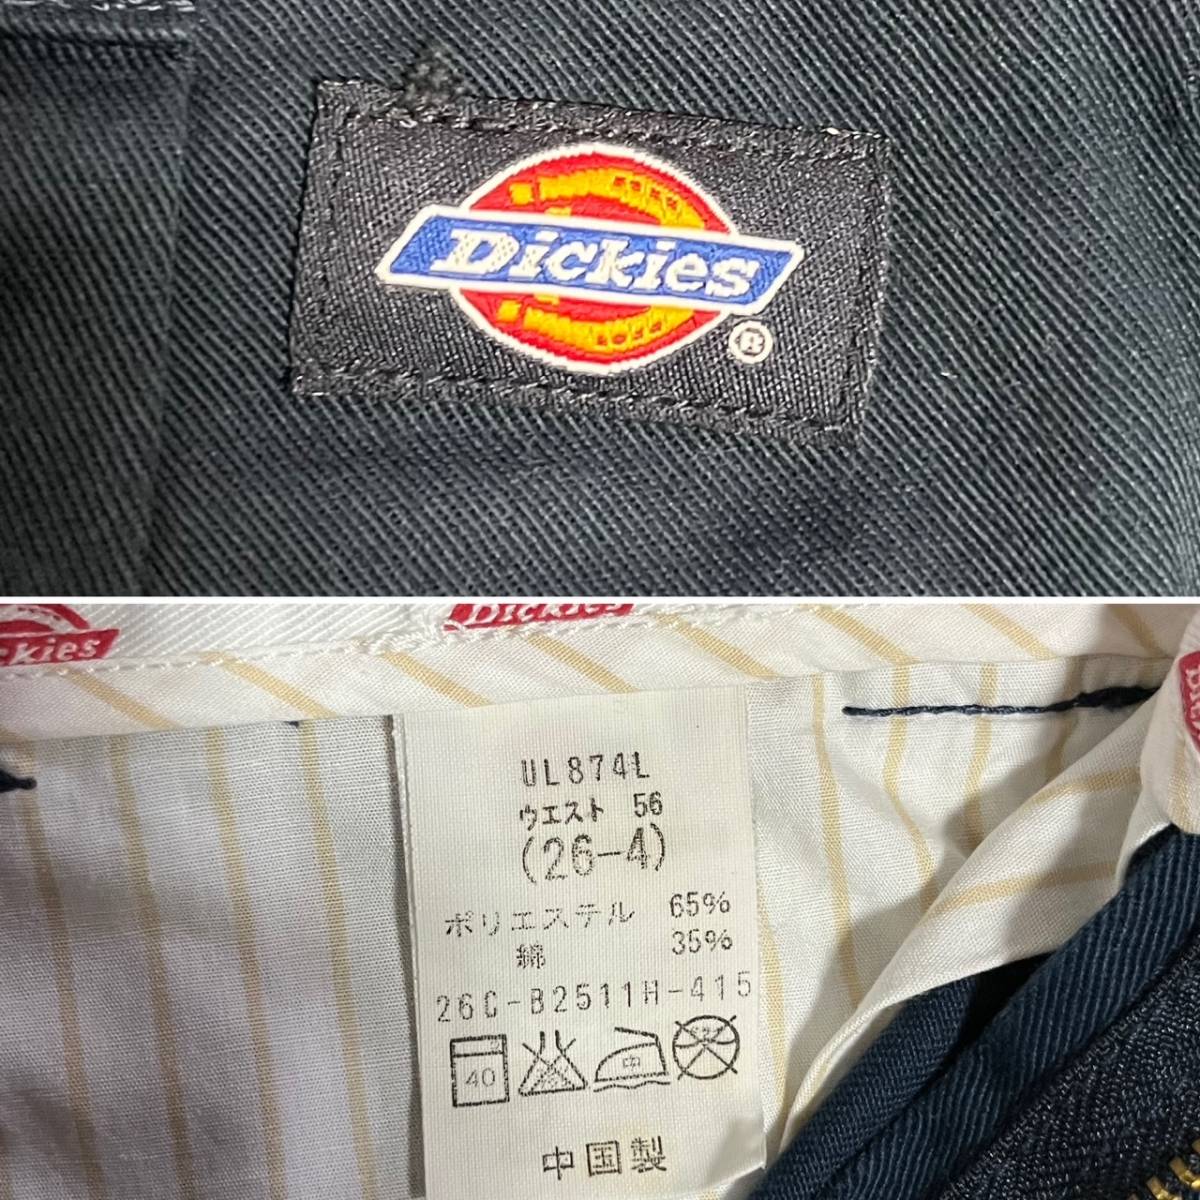 Dickies
®
ckies
Dickies
UL874L
ウエスト 56
(26-4)
ポリエステル 65%
綿 35%
26C-B2511H-415
40
中
中国製